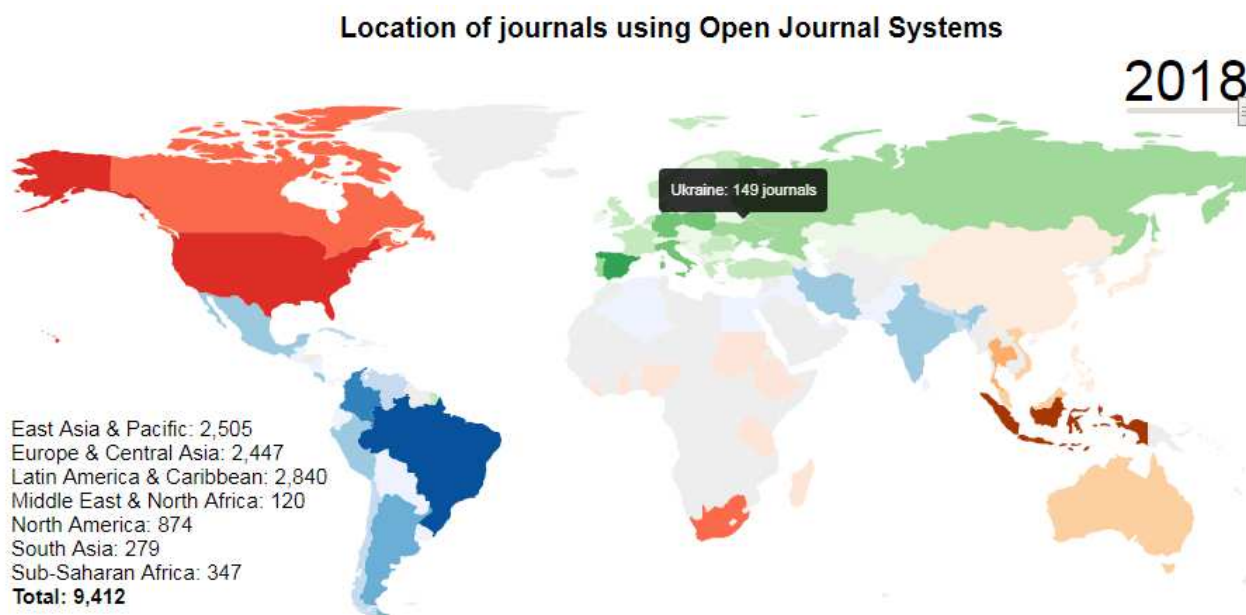 Location of journals using Open Journal Systems
2018
Ukraine: 149 journals
East Asia & Pacific: 2,505
Europe & Central Asia: 2,447
Latin America & Caribbean: 2,840
Middle East & North Africa: 120
North America: 874
South Asia: 279
Sub-Saharan Africa: 347
Total: 9,412